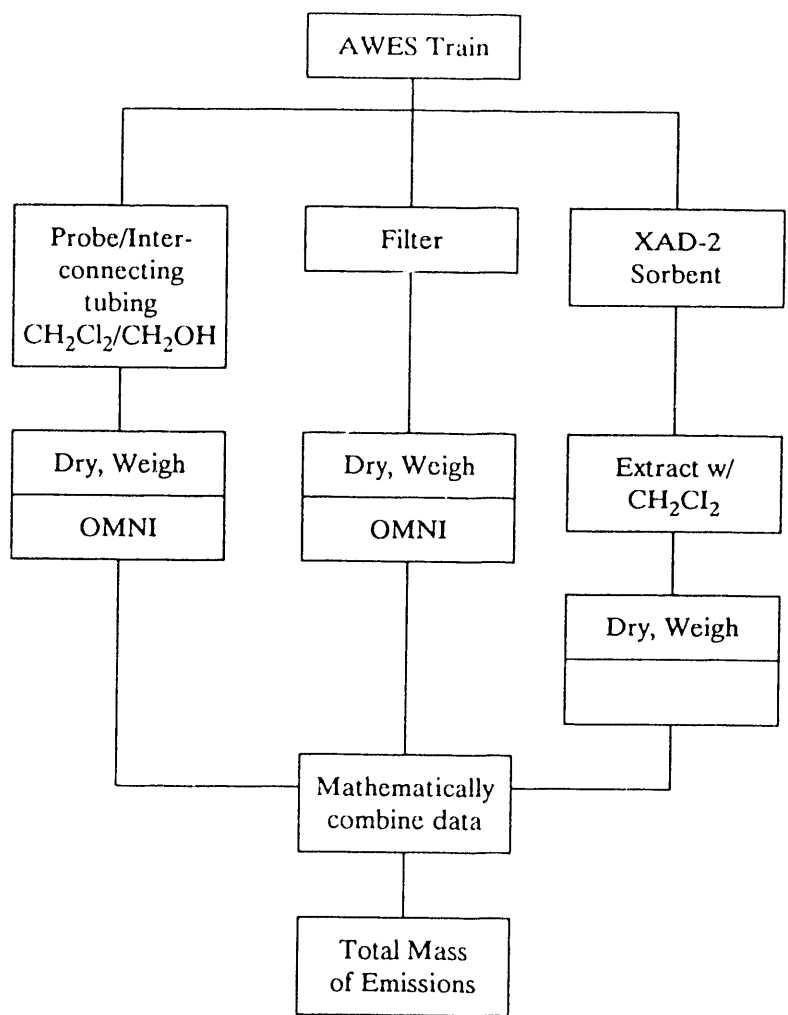 AWES Train
Probe/Inter-
connecting
tubing
CH₂Cl₂/CH₂OH
Filter
XAD-2
Sorbent
Dry, Weigh
OMNI
Dry, Weigh
OMNI
Extract w/
CH₂Cl₂
Dry, Weigh
Mathematically
combine data
Total Mass
of Emissions